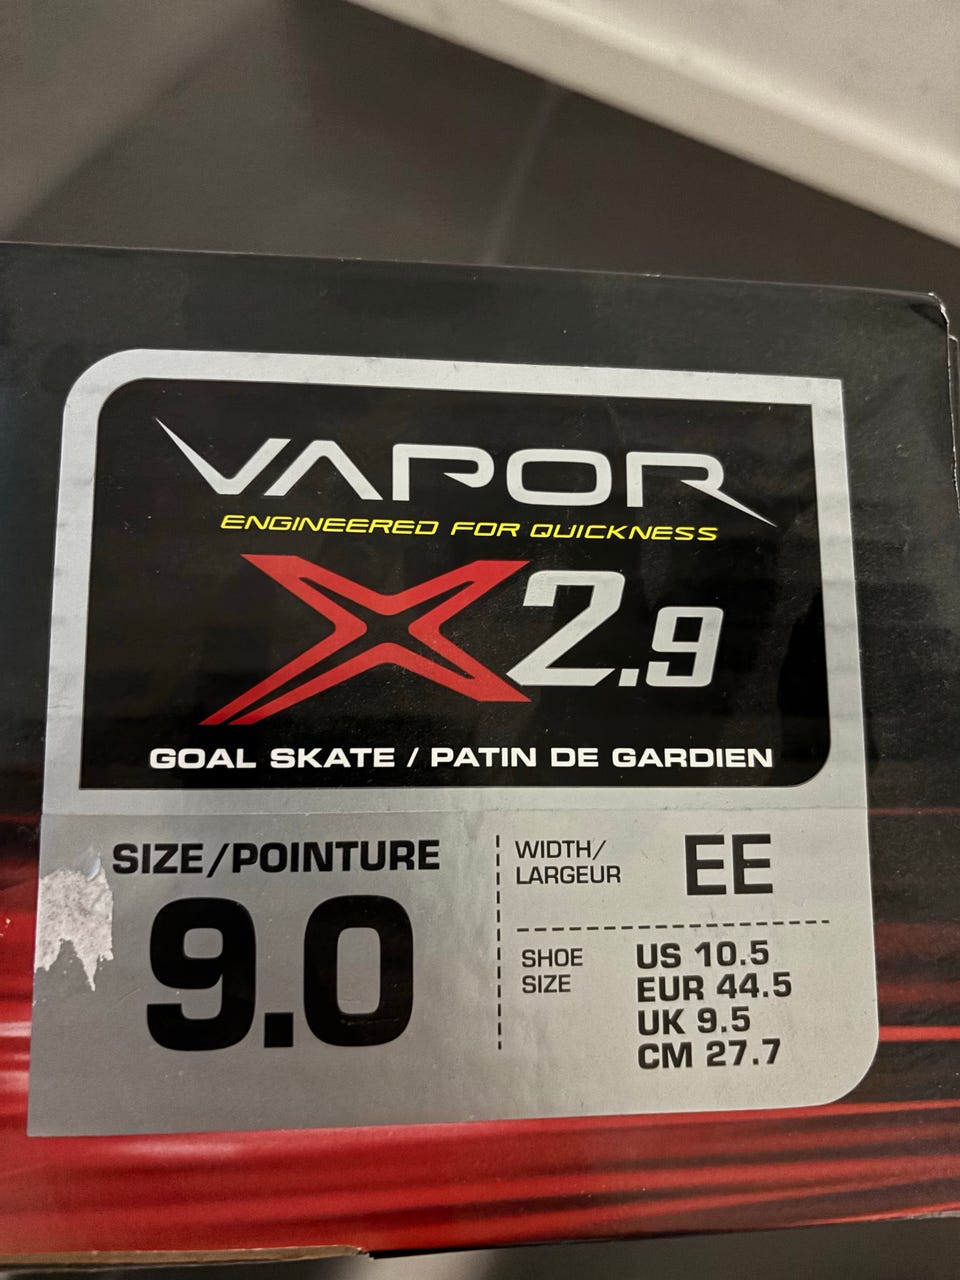 VAPOR
ENGINEERED FOR QUICKNESS
X2.9
GOAL SKATE / PATIN DE GARDIEN
SIZE/POINTURE
9.0
WIDTH/
LARGEUR
EE
SHOE
SIZE
US 10.5
EUR 44.5
UK 9.5
CM 27.7